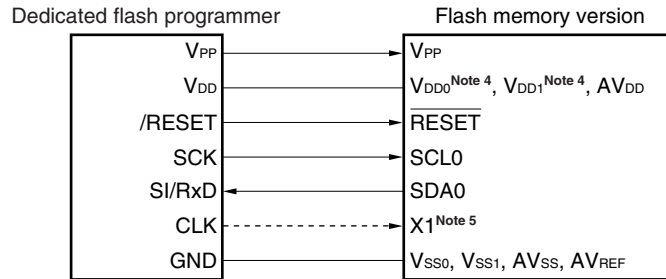 Dedicated flash programmer Flash memory version
VPP VPP
VDD VDD0Note 4, VDD1Note 4, AVDD
/RESET RESET
SCK SCL0
SI/RxD SDA0
CLK X1Note 5
GND VSS0, VSS1, AVSS, AVREF